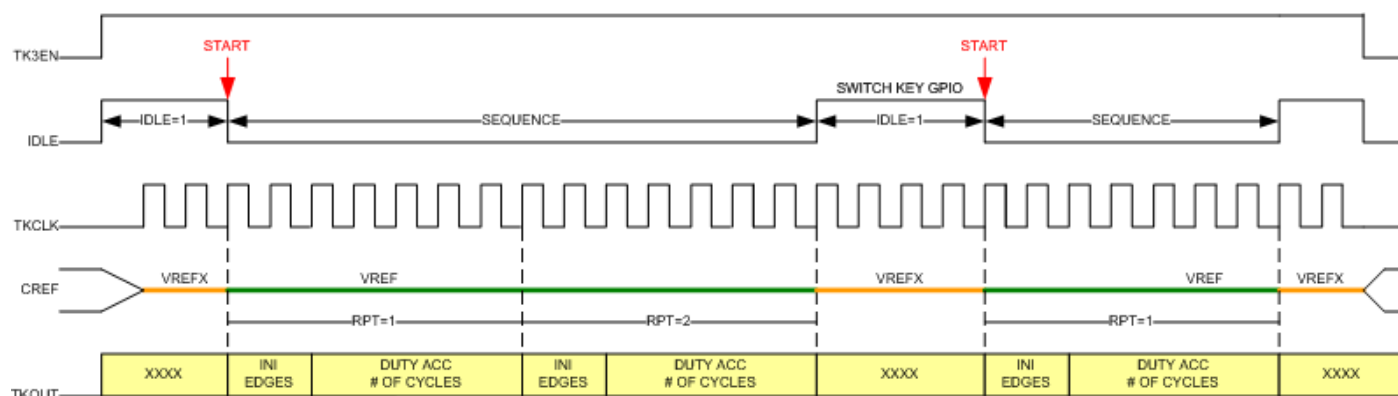 START START
TK3EN
SWITCH KEY GPIO
IDLE=1 SEQUENCE IDLE=1 SEQUENCE
IDLE
TKCLK
VREFX VREF VREFX VREF VREFX
CREF
RPT=1 RPT=2 RPT=1
XXXX INI EDGES DUTY ACC # OF CYCLES INI EDGES DUTY ACC # OF CYCLES XXXX INI EDGES DUTY ACC # OF CYCLES XXXX
TKOUT